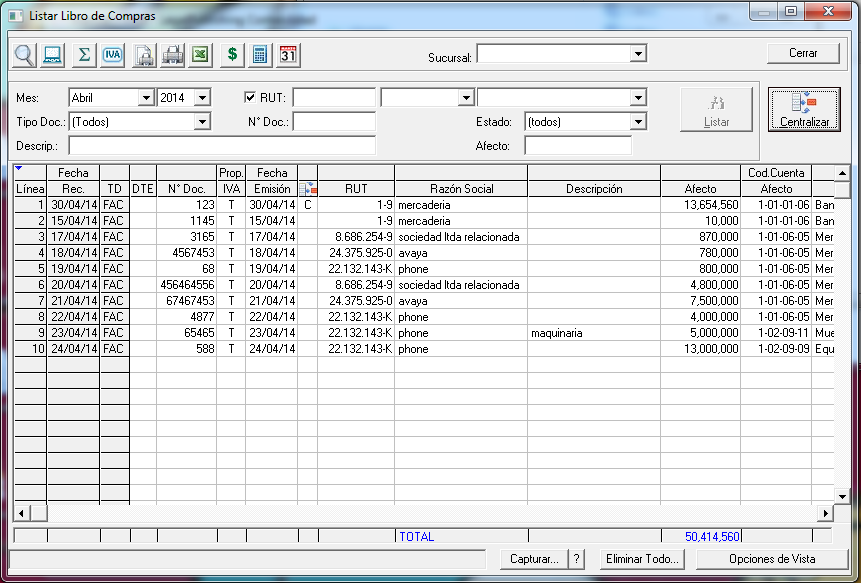 Listar Libro de Compras
Σ IVA $ 31 Sucursal: Cerrar
Mes: Abril 2014 RUT:
Tipo Doc.: (Todos) N° Doc.: Estado: (todos) Listar Centralizar
Descrip.: Afecto:
Fecha Prop. Fecha Cod.Cuenta
Línea Rec. TD DTE N° Doc. IVA Emisión RUT Razón Social Descripción Afecto Afecto
1 30/04/14 FAC 123 T 30/04/14 C 1-9 mercaderia 13,654,560 1-01-01-06 Ban
2 15/04/14 FAC 1145 T 15/04/14 1-9 mercaderia 10,000 1-01-01-06 Ban
3 17/04/14 FAC 3165 T 17/04/14 8.686.254-9 sociedad ltda relacionada 870,000 1-01-06-05 Mer
4 18/04/14 FAC 4567453 T 18/04/14 24.375.925-0 avaya 780,000 1-01-06-05 Mer
5 19/04/14 FAC 68 T 19/04/14 22.132.143-K phone 800,000 1-01-06-05 Mer
6 20/04/14 FAC 456464556 T 20/04/14 8.686.254-9 sociedad ltda relacionada 4,800,000 1-01-06-05 Mer
7 21/04/14 FAC 67467453 T 21/04/14 24.375.925-0 avaya 7,500,000 1-01-06-05 Mer
8 22/04/14 FAC 4877 T 22/04/14 22.132.143-K phone 4,000,000 1-01-06-05 Mer
9 23/04/14 FAC 65465 T 23/04/14 22.132.143-K phone maquinaria 5,000,000 1-02-09-11 Mue
10 24/04/14 FAC 588 T 24/04/14 22.132.143-K phone 13,000,000 1-02-09-09 Equ
TOTAL 50,414,560
Capturar... ? Eliminar Todo... Opciones de Vista